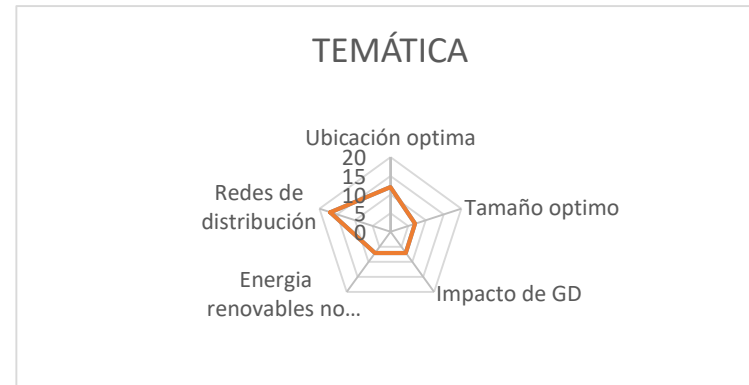 TEMÁTICA
Ubicación optima
20
15
10
5
0
Tamaño optimo
Impacto de GD
Energia
renovables no...
Redes de
distribución